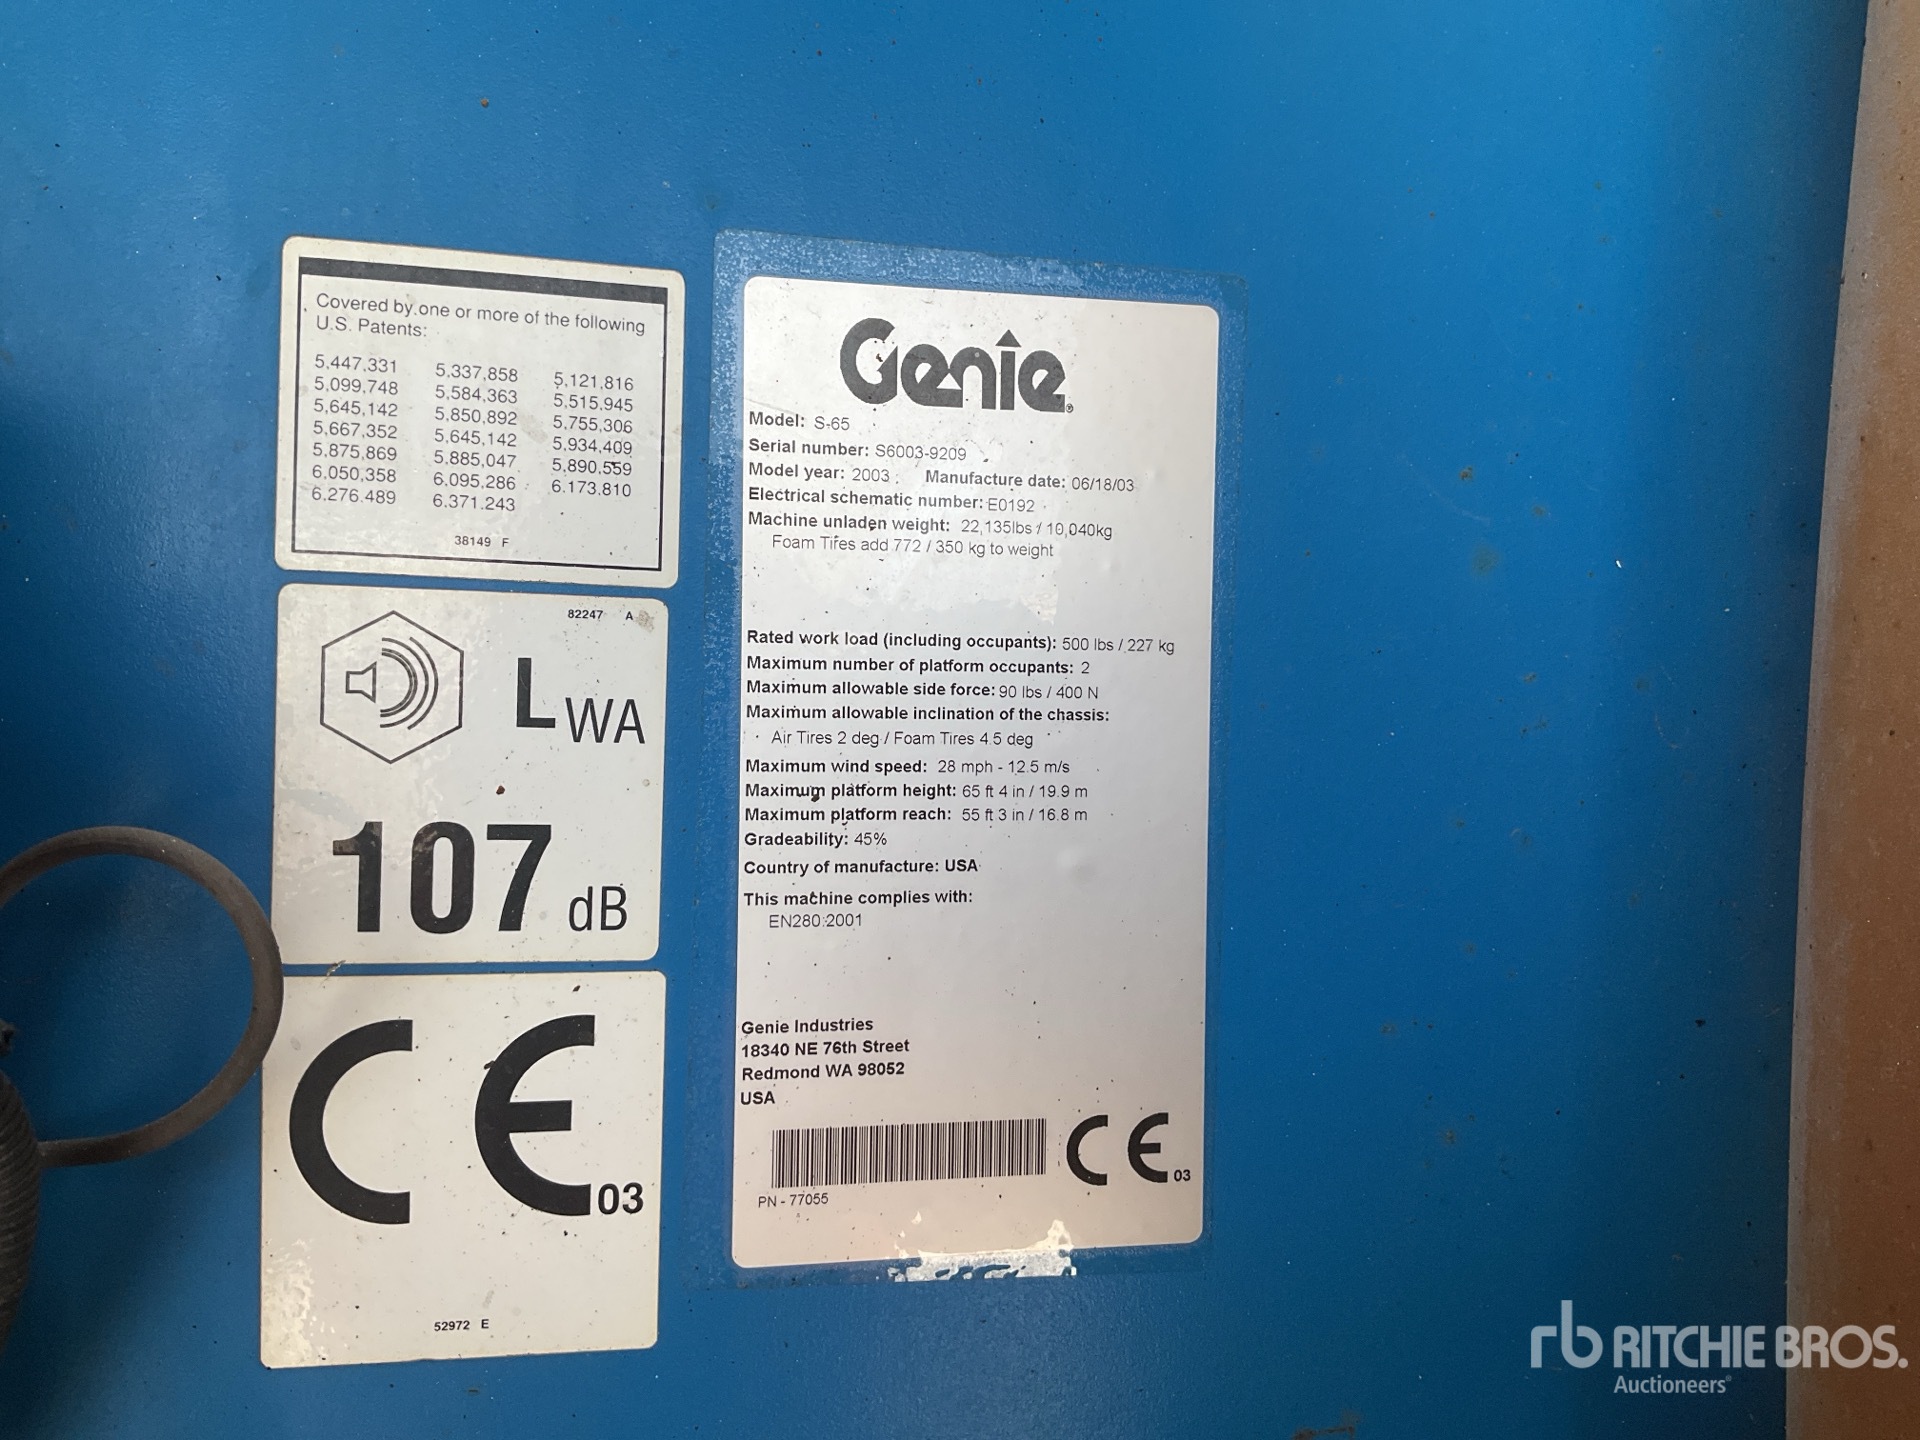 Covered by one or more of the following
U.S. Patents:
5,447,331 5,337,858 5,121,816
5,099,748 5,584,363 5,515,945
5,645,142 5,850,892 5,755,306
5,667,352 5,645,142 5,934,409
5,875,869 5,885,047 5,890,559
6,050,358 6,095,286 6,173,810
6,276,489 6,371,243
38149 F
82247 A
LWA
107 dB
CE 03
52972 E
Genie®
Model: S-65
Serial number: S6003-9209
Model year: 2003 Manufacture date: 06/18/03
Electrical schematic number: E0192
Machine unladen weight: 22,135lbs / 10,040kg
Foam Tires add 772 / 350 kg to weight
Rated work load (including occupants): 500 lbs / 227 kg
Maximum number of platform occupants: 2
Maximum allowable side force: 90 lbs / 400 N
Maximum allowable inclination of the chassis:
Air Tires 2 deg / Foam Tires 4.5 deg
Maximum wind speed: 28 mph - 12.5 m/s
Maximum platform height: 65 ft 4 in / 19.9 m
Maximum platform reach: 55 ft 3 in / 16.8 m
Gradeability: 45%
Country of manufacture: USA
This machine complies with:
EN280:2001
Genie Industries
18340 NE 76th Street
Redmond WA 98052
USA
CE 03
PN - 77055
rb RITCHIE BROS.
Auctioneers®